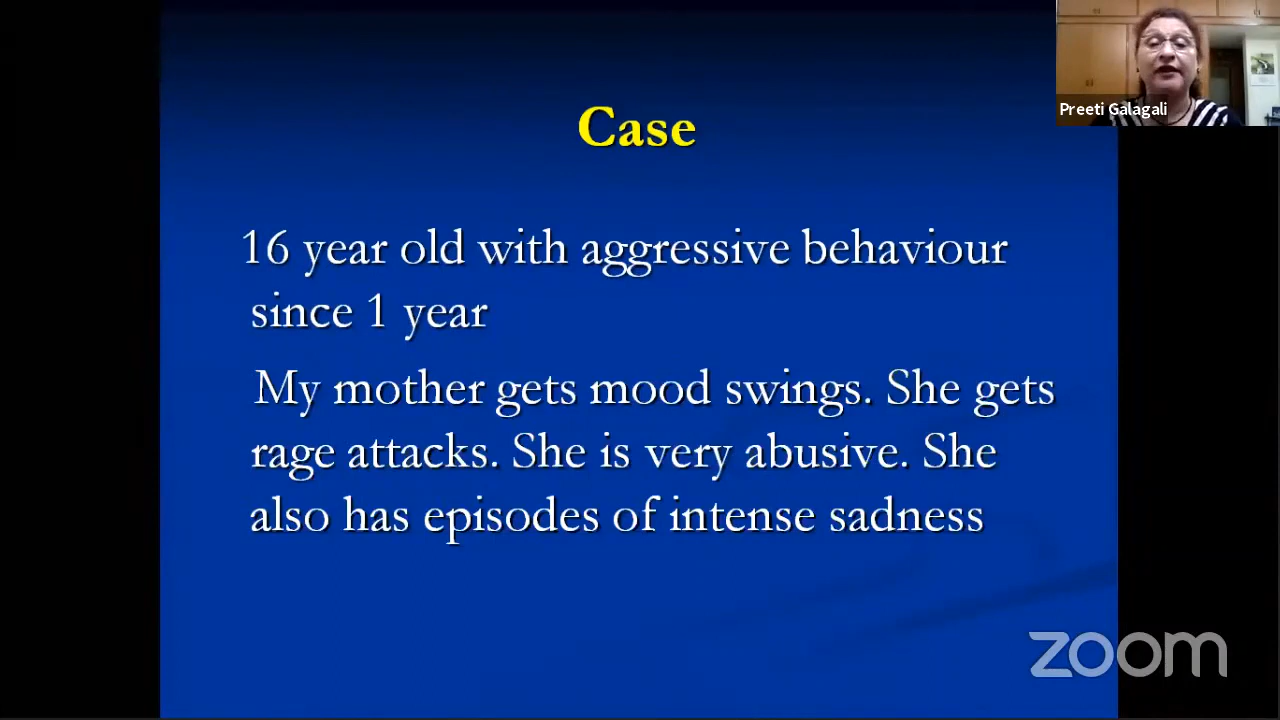 Preeti Galagali
Case
16 year old with aggressive behaviour
since 1 year
My mother gets mood swings. She gets
rage attacks. She is very abusive. She
also has episodes of intense sadness
zoom